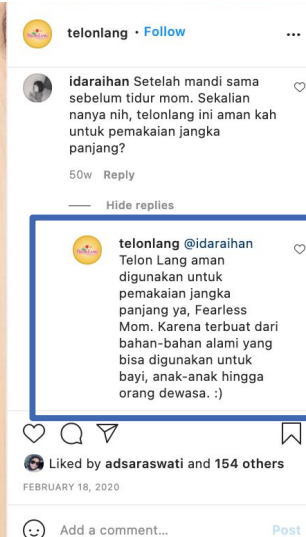 telonlang • Follow
idaraihan Setelah mandi sama
sebelum tidur mom. Sekalian
nanya nih, telonlang ini aman kah
untuk pemakaian jangka
panjang?
50w Reply
Hide replies
telonlang @idaraihan
Telon Lang aman
digunakan untuk
pemakaian jangka
panjang ya, Fearless
Mom. Karena terbuat dari
bahan-bahan alami yang
bisa digunakan untuk
bayi, anak-anak hingga
orang dewasa. :)
Liked by adsaraswati and 154 others
FEBRUARY 18, 2020
Add a comment...
Post